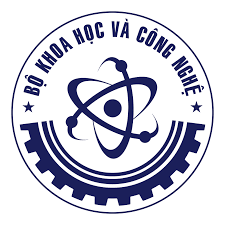 BỘ KHOA HỌC VÀ CÔNG NGHỆ